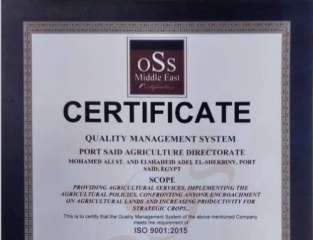 oSs
Middle East
Certification
CERTIFICATE
QUALITY MANAGEMENT SYSTEM
PORT SAID AGRICULTURE DIRECTORATE
MOHAMED ALI ST. AND ELSHAHEID ADEL EL-SHERBINY, PORT
SAID, EGYPT
SCOPE
PROVIDING AGRICULTURAL SERVICES, IMPLEMENTING THE
AGRICULTURAL POLICIES, CONFRONTING ANYONE ENCROACHMENT
ON AGRICULTURAL LANDS AND INCREASING PRODUCTIVITY FOR
STRATEGIC CROPS..
This is to certify that the Quality Management System of the above mentioned Company
meets the requirement of
ISO 9001:2015